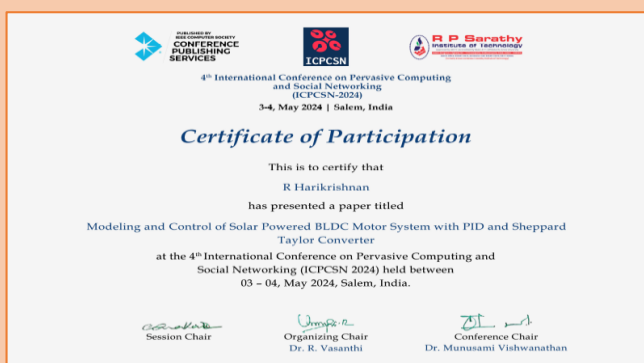 PUBLISHED BY
IEEE COMPUTER SOCIETY
CONFERENCE
PUBLISHING
SERVICES
ICPCSN
R P Sarathy
Institute of Technology
4th International Conference on Pervasive Computing
and Social Networking
(ICPCSN-2024)
3-4, May 2024 | Salem, India
Certificate of Participation
This is to certify that
R Harikrishnan
has presented a paper titled
Modeling and Control of Solar Powered BLDC Motor System with PID and Sheppard
Taylor Converter
at the 4th International Conference on Pervasive Computing and
Social Networking (ICPCSN 2024) held between
03 – 04, May 2024, Salem, India.
Session Chair
Organizing Chair
Dr. R. Vasanthi
Conference Chair
Dr. Munusami Vishwanathan